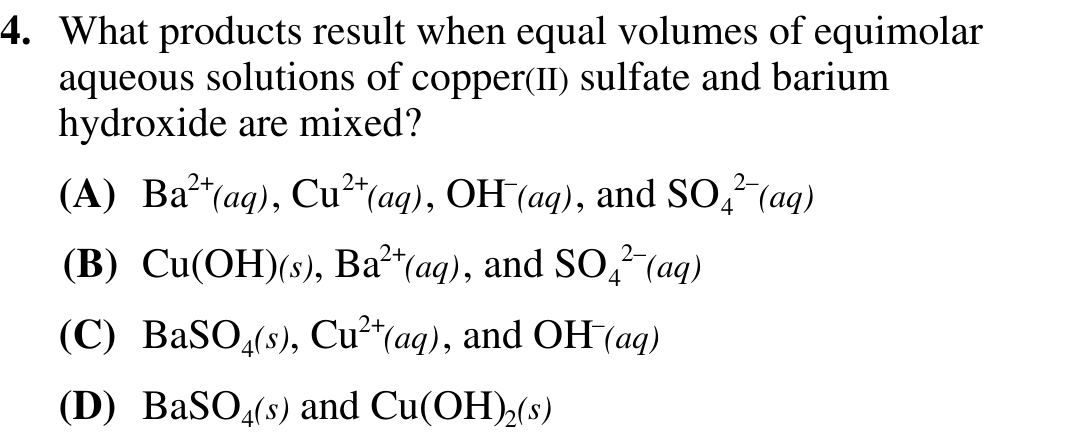 4. What products result when equal volumes of equimolar
aqueous solutions of copper(II) sulfate and barium
hydroxide are mixed?
(A) Ba²⁺(aq), Cu²⁺(aq), OH⁻(aq), and SO₄²⁻(aq)
(B) Cu(OH)(s), Ba²⁺(aq), and SO₄²⁻(aq)
(C) BaSO₄(s), Cu²⁺(aq), and OH⁻(aq)
(D) BaSO₄(s) and Cu(OH)₂(s)